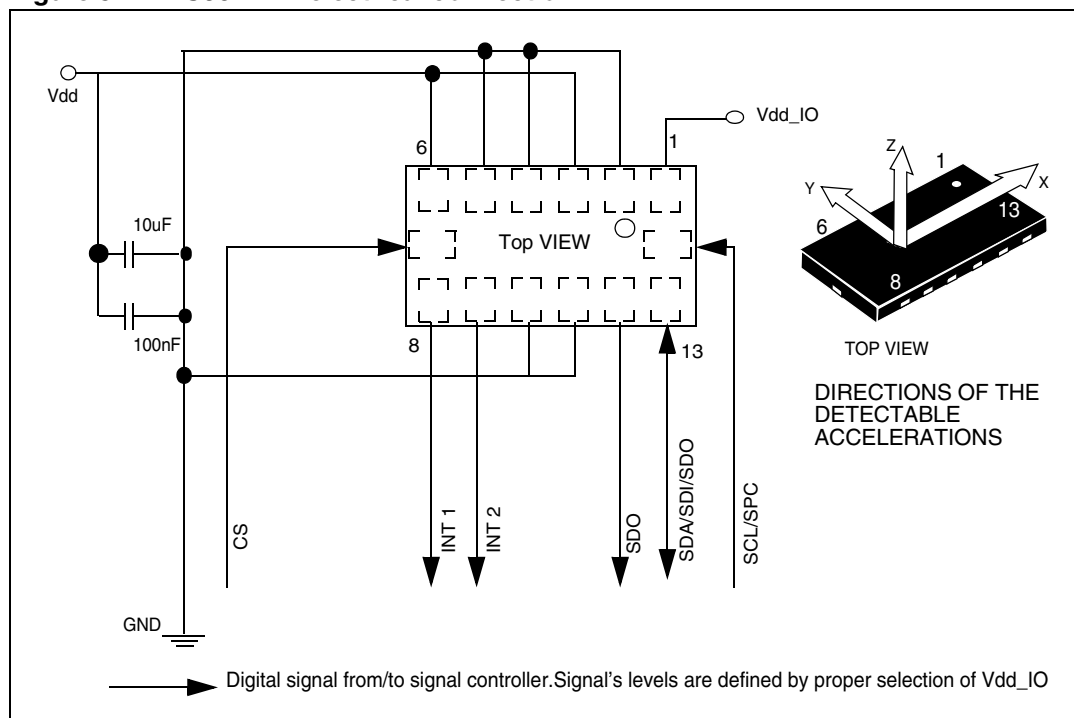 Vdd
Vdd_IO
6
1
10uF
100nF
Top VIEW
8
13
Z
1
Y
X
6
13
8
TOP VIEW
DIRECTIONS OF THE
DETECTABLE
ACCELERATIONS
CS
INT 1
INT 2
SDO
SDA/SDI/SDO
SCL/SPC
GND
Digital signal from/to signal controller.Signal's levels are defined by proper selection of Vdd_IO